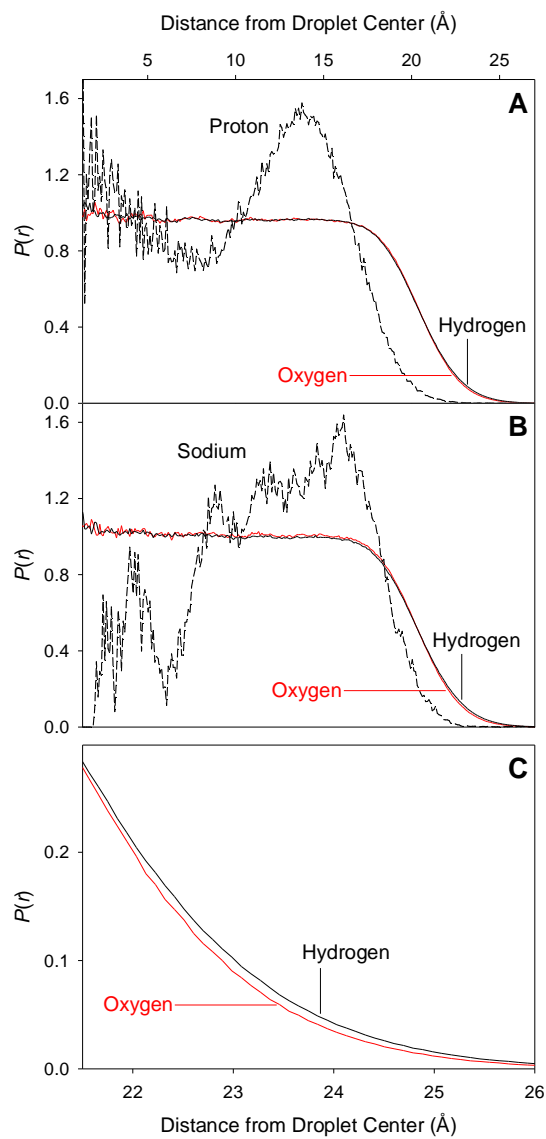 Distance from Droplet Center (Å)
5 10 15 20 25
A
1.6
Proton
1.2
P(r)
0.8
Hydrogen
0.4
Oxygen
0.0
B
1.6
Sodium
1.2
P(r)
0.8
Hydrogen
0.4
Oxygen
0.0
C
0.2
P(r)
Hydrogen
0.1
Oxygen
0.0
22 23 24 25 26
Distance from Droplet Center (Å)